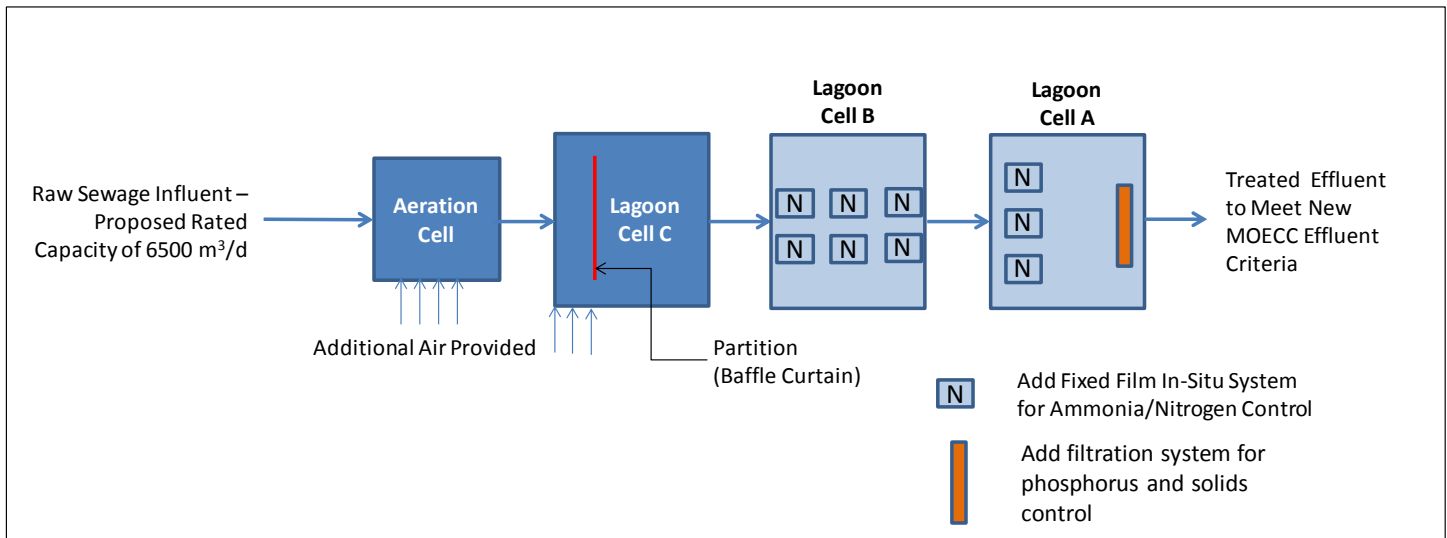 Raw Sewage Influent –
Proposed Rated
Capacity of 6500 m³/d
Aeration
Cell
Additional Air Provided
Lagoon
Cell C
Partition
(Baffle Curtain)
Lagoon
Cell B
N
N
N
N
N
N
Lagoon
Cell A
N
N
N
Treated Effluent
to Meet New
MOECC Effluent
Criteria
N
Add Fixed Film In-Situ System
for Ammonia/Nitrogen Control
Add filtration system for
phosphorus and solids
control